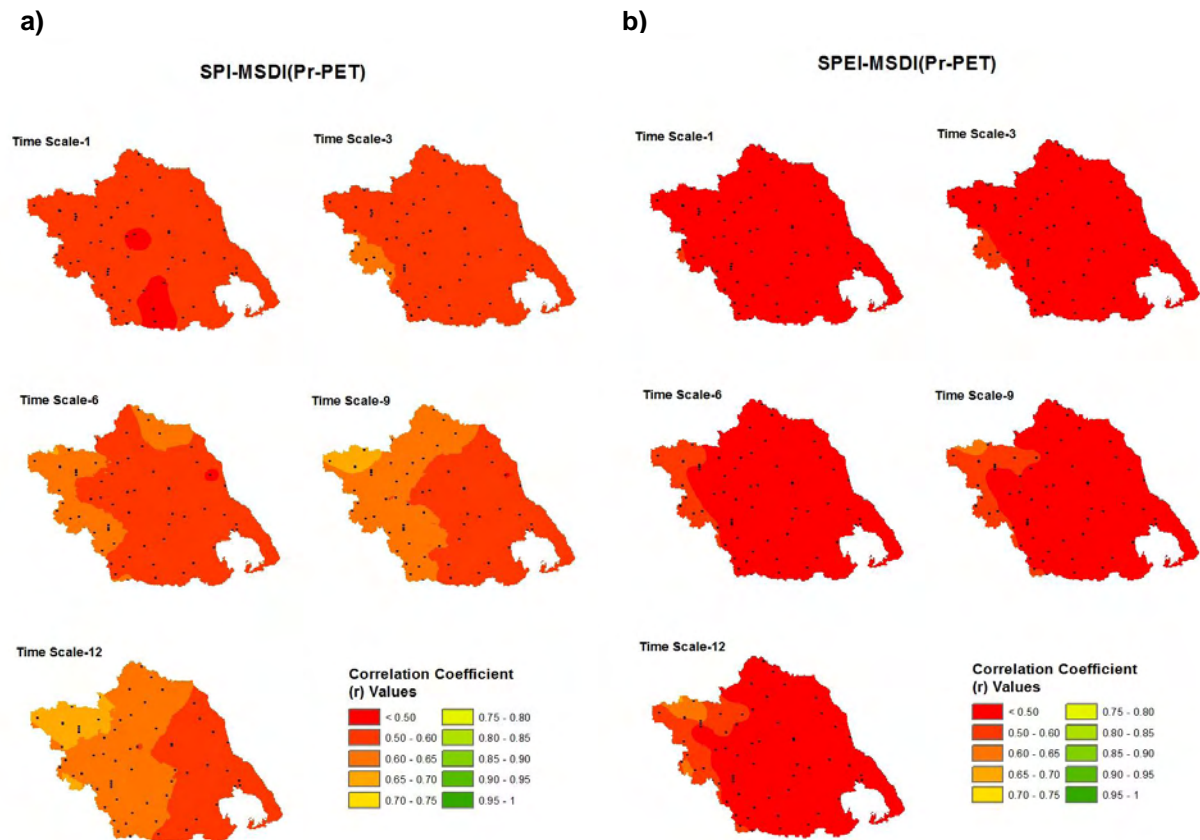 a)
SPI-MSDI(Pr-PET)
Time Scale-1
Time Scale-3
Time Scale-6
Time Scale-9
Time Scale-12
Correlation Coefficient
(r) Values
< 0.50
0.75 - 0.80
0.50 - 0.60
0.80 - 0.85
0.60 - 0.65
0.85 - 0.90
0.65 - 0.70
0.90 - 0.95
0.70 - 0.75
0.95 - 1
b)
SPEI-MSDI(Pr-PET)
Time Scale-1
Time Scale-3
Time Scale-6
Time Scale-9
Time Scale-12
Correlation Coefficient
(r) Values
< 0.50
0.75 - 0.80
0.50 - 0.60
0.80 - 0.85
0.60 - 0.65
0.85 - 0.90
0.65 - 0.70
0.90 - 0.95
0.70 - 0.75
0.95 - 1